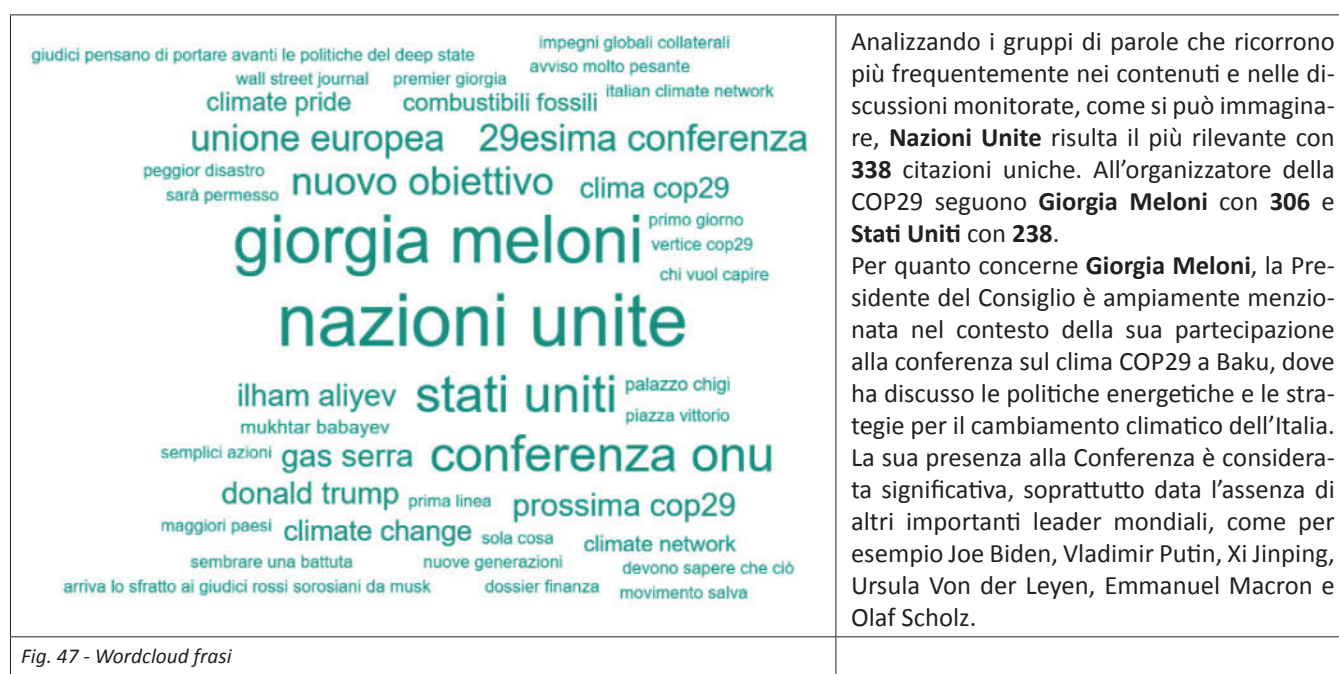 giudici pensano di portare avanti le politiche del deep state
impegni globali collaterali
avviso molto pesante
wall street journal
premier giorgia
italian climate network
climate pride
combustibili fossili
unione europea
29esima conferenza
peggior disastro
sarà permesso
nuovo obiettivo
clima cop29
giorgia meloni
primo giorno
vertice cop29
chi vuol capire
nazioni unite
ilham aliyev
stati uniti
palazzo chigi
piazza vittorio
mukhtar babayev
semplici azioni
gas serra
conferenza onu
donald trump
prima linea
prossima cop29
maggiori paesi
climate change
sola cosa
climate network
sembrare una battuta
nuove generazioni
devono sapere che ciò
arriva lo sfratto ai giudici rossi sorosiani da musk
dossier finanza
movimento salva
Analizzando i gruppi di parole che ricorrono
più frequentemente nei contenuti e nelle di-
scussioni monitorate, come si può immagina-
re, Nazioni Unite risulta il più rilevante con
338 citazioni uniche. All’organizzatore della
COP29 seguono Giorgia Meloni con 306 e
Stati Uniti con 238.
Per quanto concerne Giorgia Meloni, la Pre-
sidente del Consiglio è ampiamente menzio-
nata nel contesto della sua partecipazione
alla conferenza sul clima COP29 a Baku, dove
ha discusso le politiche energetiche e le stra-
tegie per il cambiamento climatico dell’Italia.
La sua presenza alla Conferenza è considera-
ta significativa, soprattutto data l’assenza di
altri importanti leader mondiali, come per
esempio Joe Biden, Vladimir Putin, Xi Jinping,
Ursula Von der Leyen, Emmanuel Macron e
Olaf Scholz.
Fig. 47 - Wordcloud frasi